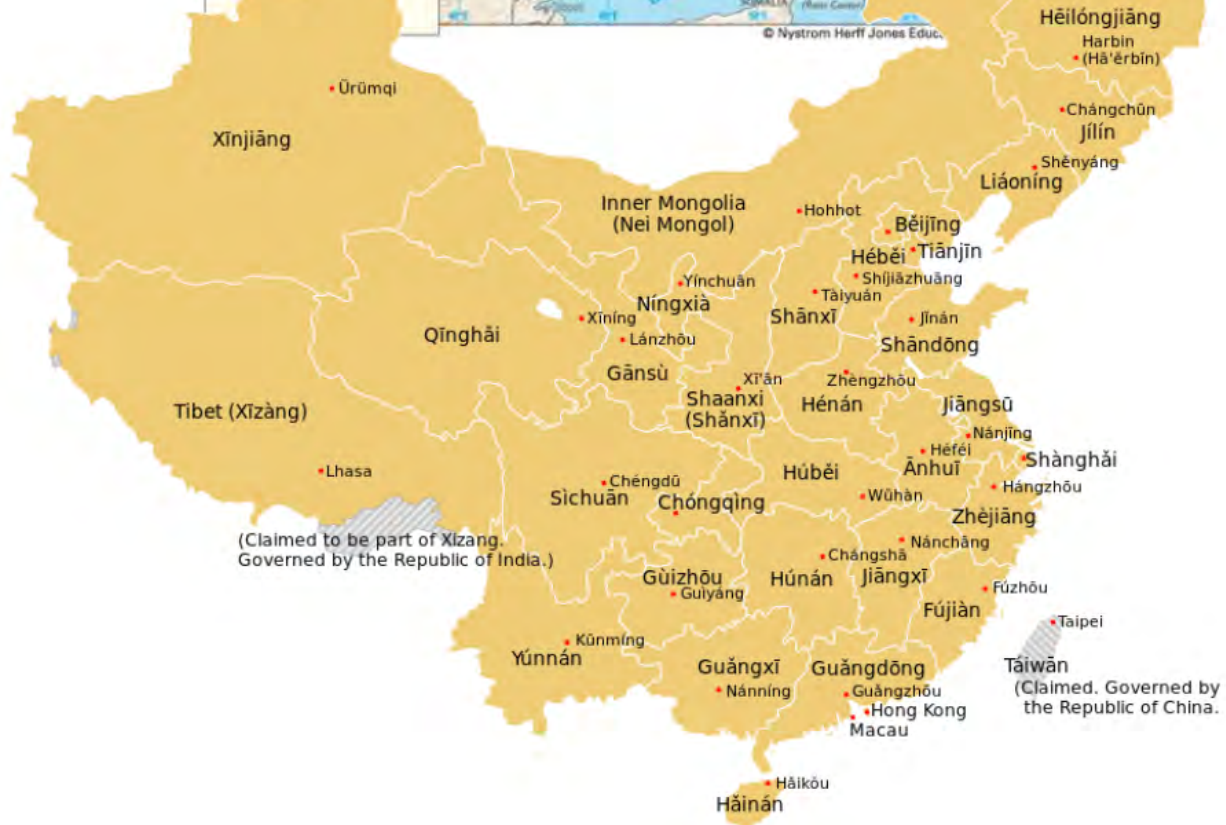 SOMALIA
© Nystrom Herff Jones Educ
Hēilóngjiāng
Harbin
(Hā'ěrbīn)
Ürümqi
Chángchūn
Jílín
Xīnjiāng
Shěnyáng
Liáoníng
Inner Mongolia
(Nei Mongol)
Hohhot
Běijīng
Tiānjīn
Héběi
Shíjiāzhuāng
Yínchuān
Níngxià
Tàiyuán
Shānxī
Xīníng
Jǐnán
Qīnghǎi
Lánzhōu
Shāndōng
Gānsù
Xī'ān
Zhèngzhōu
Shaanxi
(Shǎnxī)
Hénán
Jiāngsū
Tibet (Xīzàng)
Nánjīng
Héféi
Ānhuī
Shànghǎi
Lhasa
Húběi
Chéngdū
Sìchuān
Chóngqìng
Wǔhàn
Hángzhōu
Zhèjiāng
(Claimed to be part of Xizang.
Governed by the Republic of India.)
Nánchāng
Chángshā
Gùizhōu
Guìyáng
Húnán
Jiāngxī
Fúzhōu
Fújiàn
Taipei
Kūnmíng
Yúnnán
Guǎngxī
Guǎngdōng
Táiwān
(Claimed. Governed by
the Republic of China.
Nánníng
Guǎngzhōu
Hong Kong
Macau
Hǎikǒu
Hǎinán